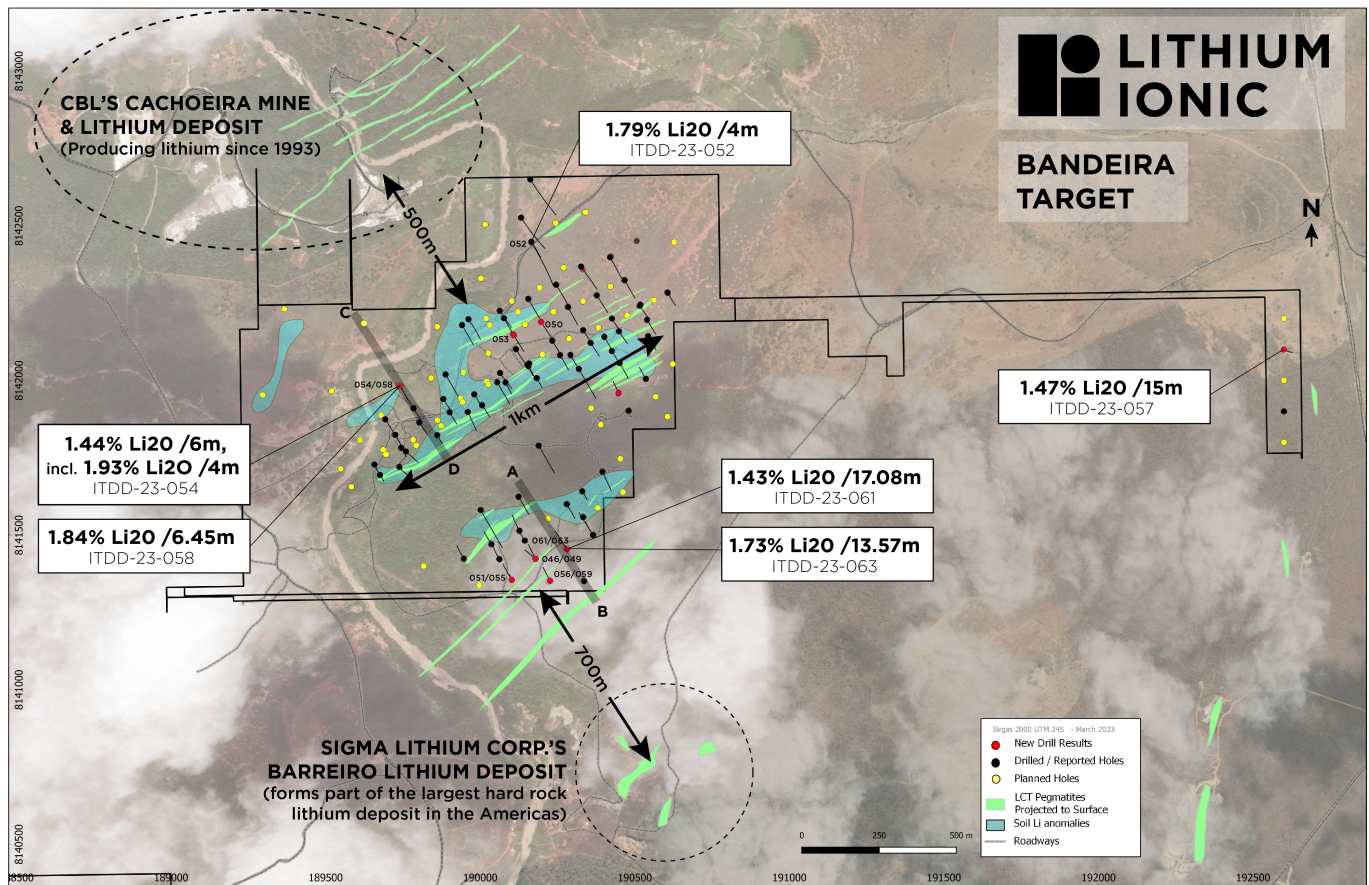 LITHIUM
IONIC
BANDEIRA
TARGET
N
CBL'S CACHOEIRA MINE
& LITHIUM DEPOSIT
(Producing lithium since 1993)
1.79% Li20 /4m
ITDD-23-052
500m
052
050
053
C
054/058
1km
D
1.47% Li20 /15m
ITDD-23-057
1.44% Li20 /6m,
incl. 1.93% Li2O /4m
ITDD-23-054
1.84% Li20 /6.45m
ITDD-23-058
A
1.43% Li20 /17.08m
ITDD-23-061
1.73% Li20 /13.57m
ITDD-23-063
061/063
046/049
051/055
056/059
B
700m
SIGMA LITHIUM CORP.'S
BARREIRO LITHIUM DEPOSIT
(forms part of the largest hard rock
lithium deposit in the Americas)
Sirgas 2000 UTM 24S - March 2023
New Drill Results
Drilled / Reported Holes
Planned Holes
LCT Pegmatites
Projected to Surface
Soil Li anomalies
Roadways
0 250 500 m
8143000
8142500
8142000
8141500
8141000
8140500
189000 189500 190000 190500 191000 191500 192000 192500